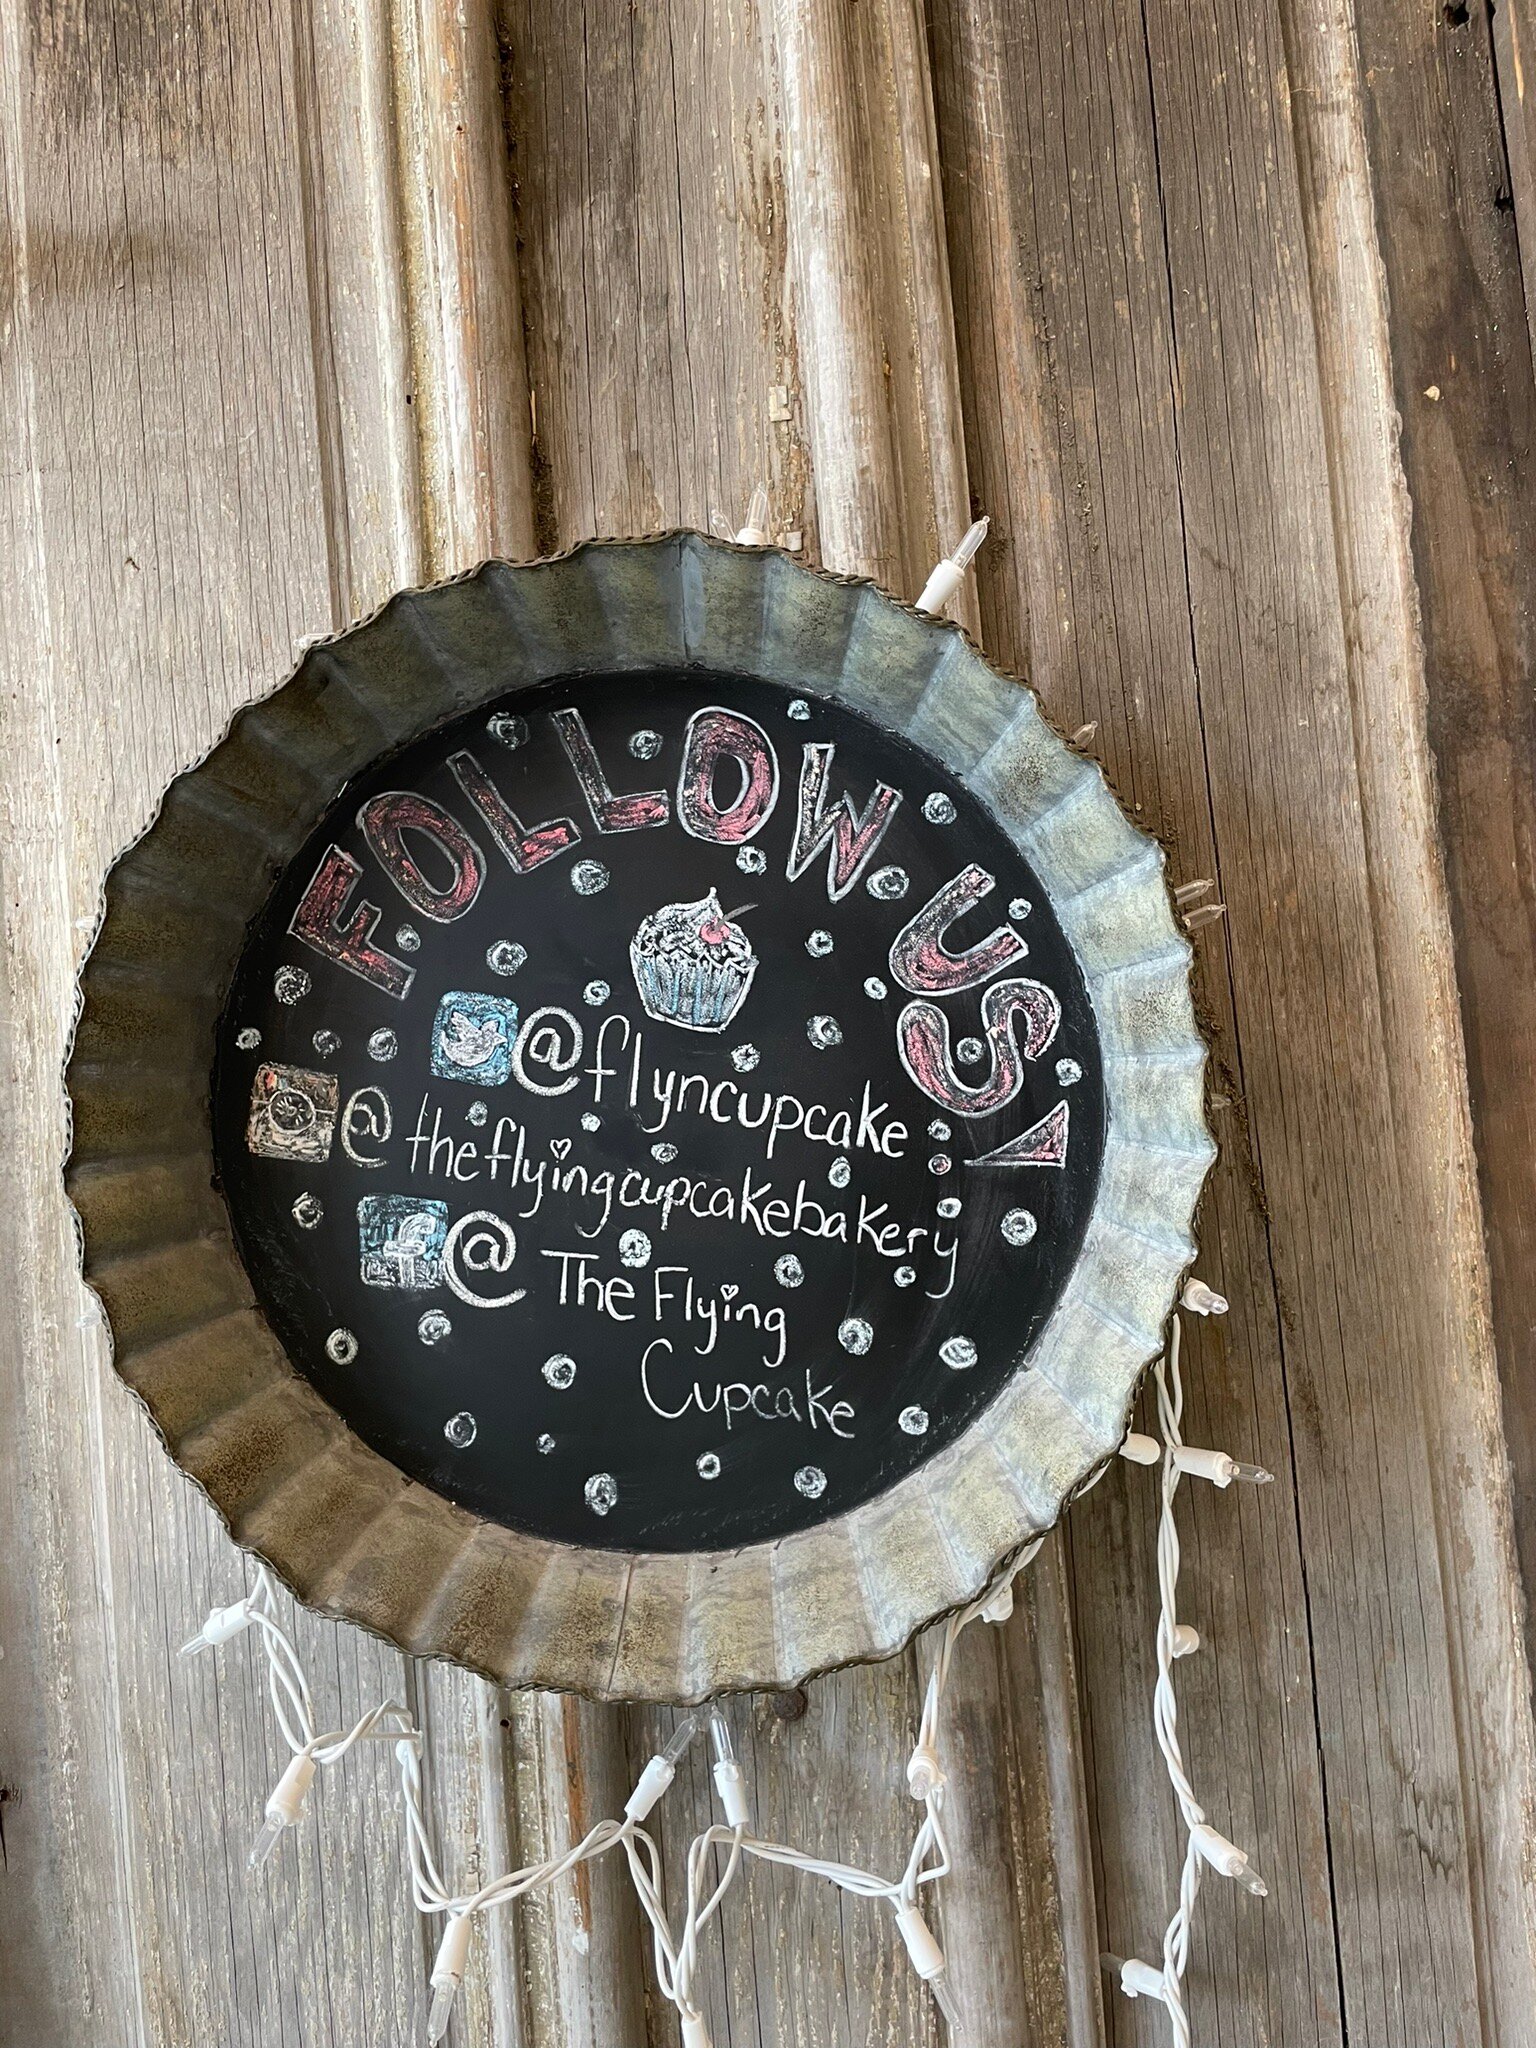 FOLLOW US!
@flyncupcake
@theflyingcupcakebakery
f @ The Flying
Cupcake